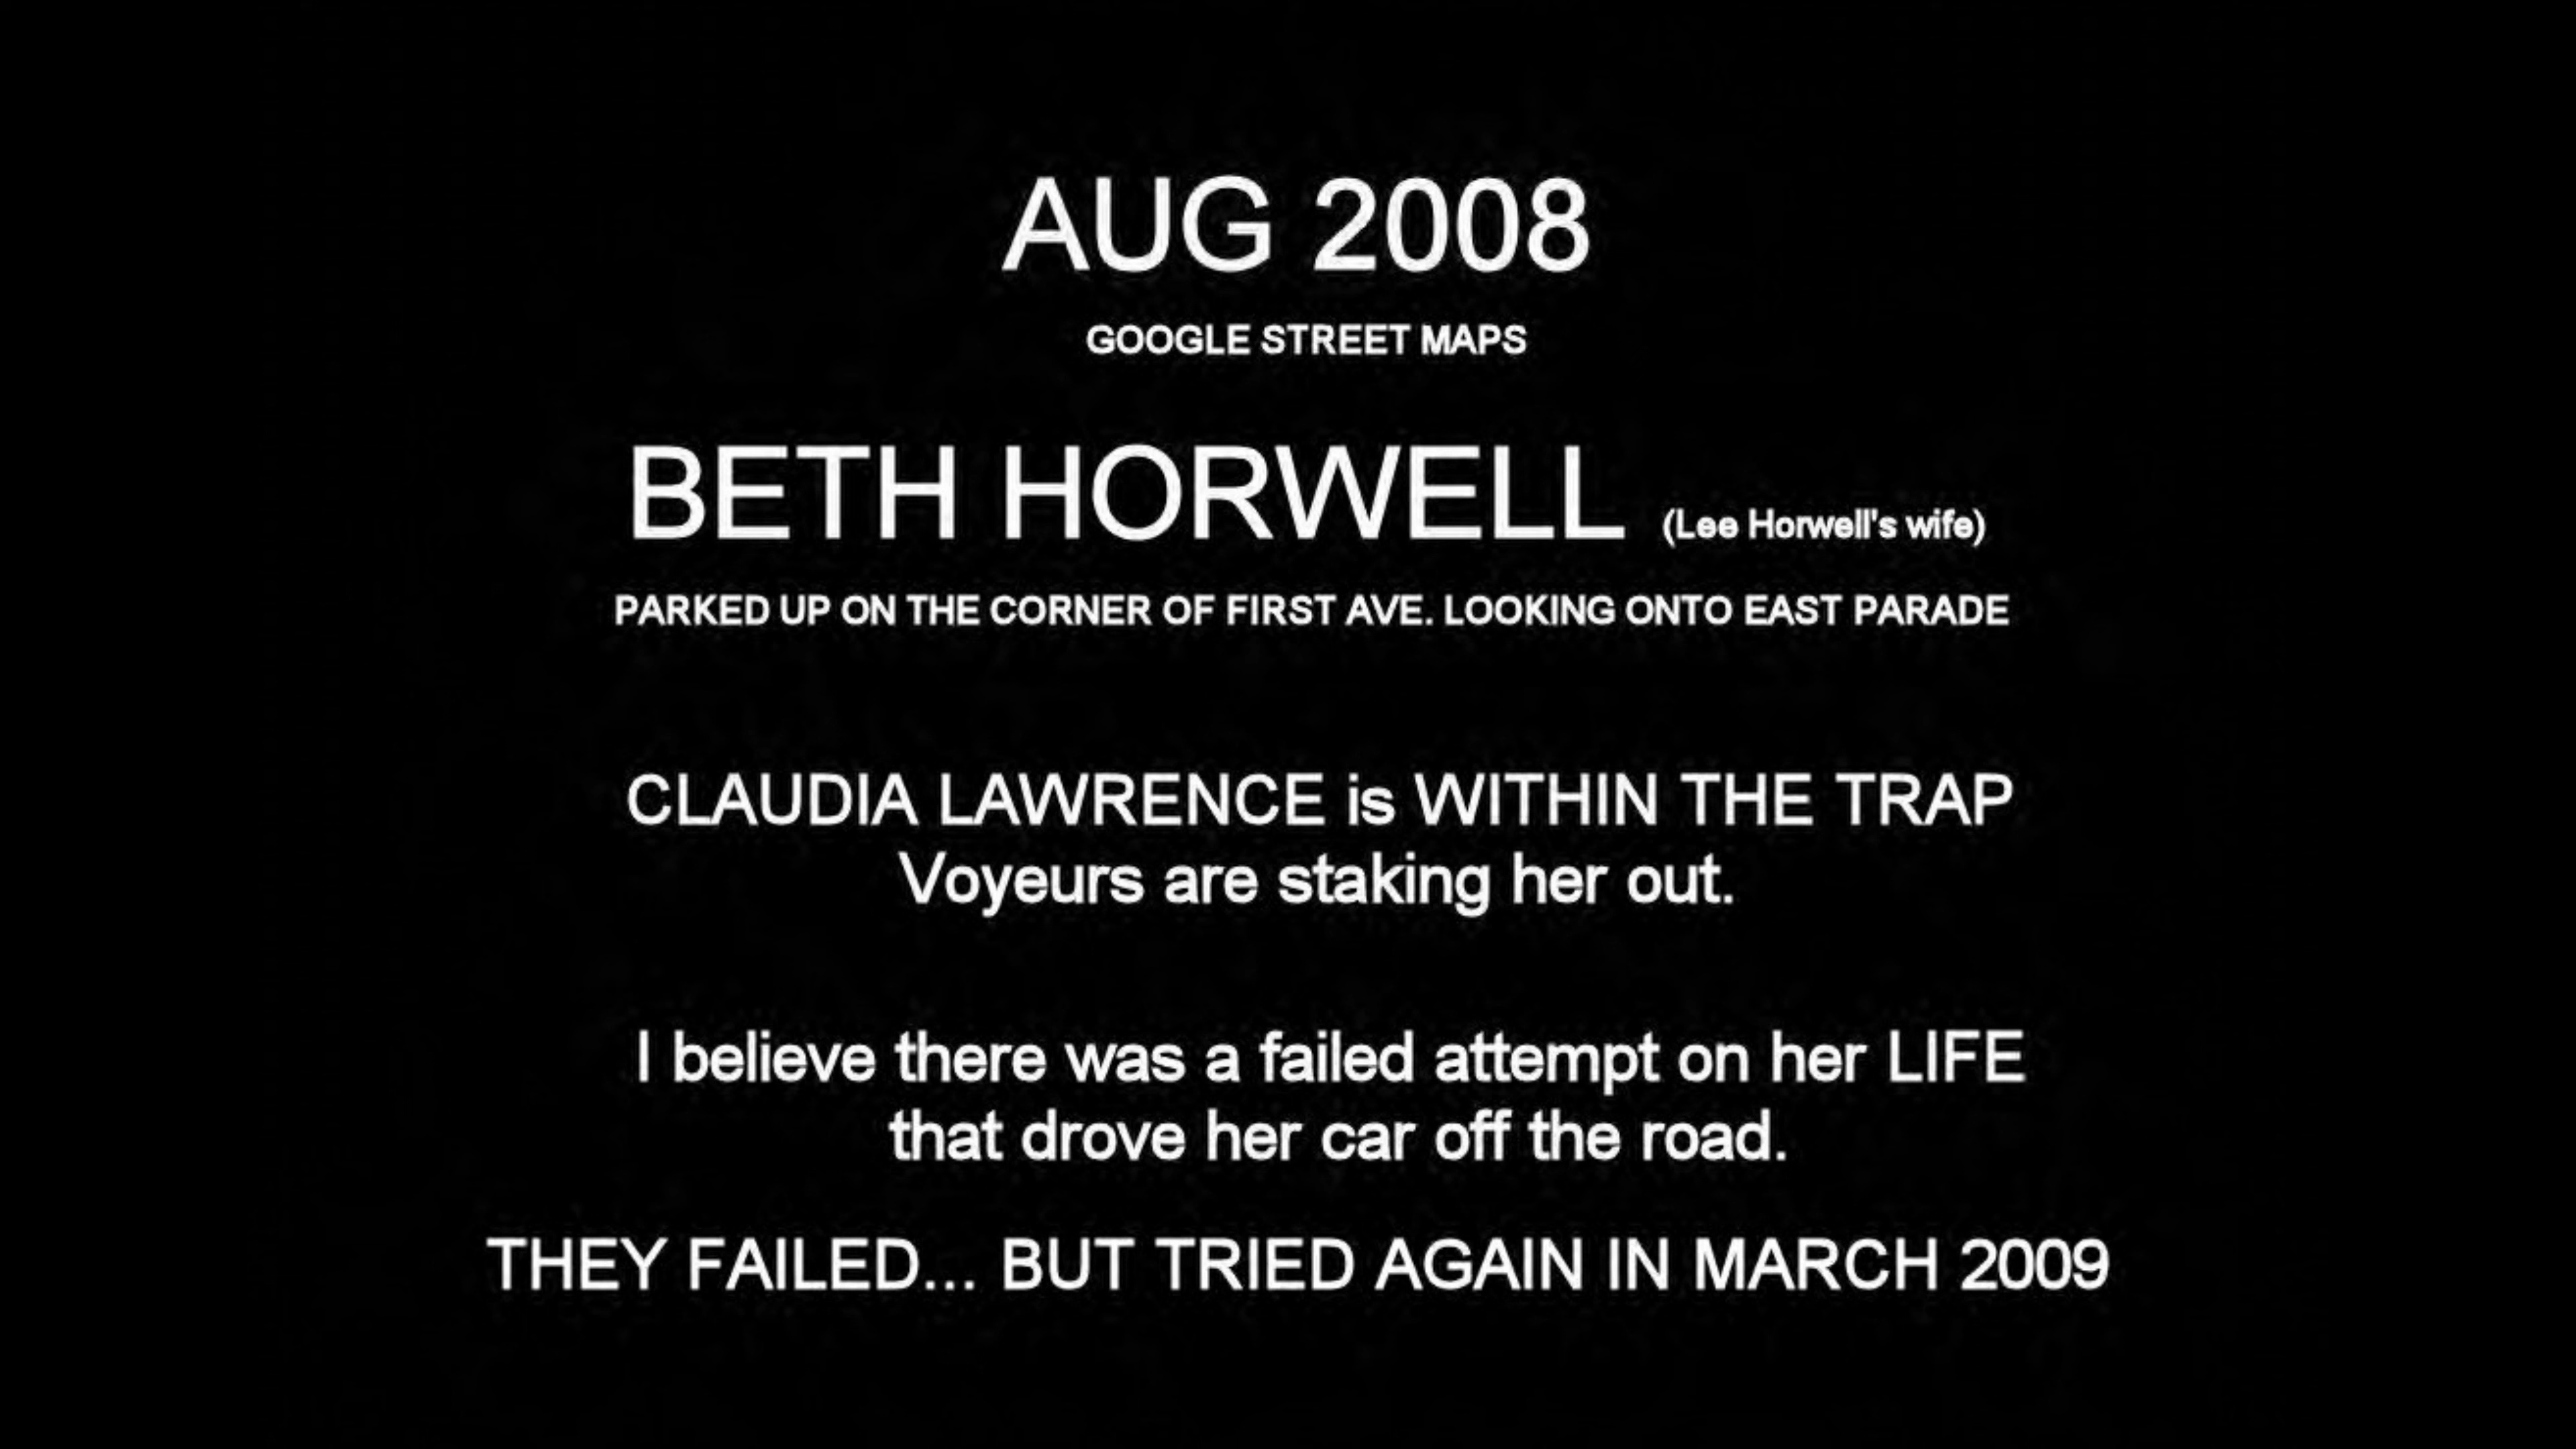 AUG 2008
GOOGLE STREET MAPS
BETH HORWELL (Lee Horwell's wife)
PARKED UP ON THE CORNER OF FIRST AVE. LOOKING ONTO EAST PARADE
CLAUDIA LAWRENCE is WITHIN THE TRAP
Voyeurs are staking her out.
I believe there was a failed attempt on her LIFE
that drove her car off the road.
THEY FAILED... BUT TRIED AGAIN IN MARCH 2009